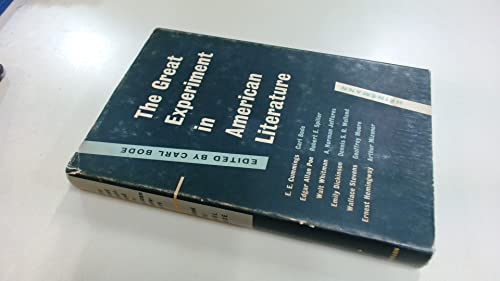 The Great
Experiment
in
American
Literature
EDITED BY CARL BODE
HEINEMANN
E. E. Cummings Carl Bode
Edgar Allan Poe Robert E. Spiller
Walt Whitman A. Norman Jeffares
Emily Dickinson Dennis S. R. Welland
Wallace Stevens Geoffrey Moore
Ernest Hemingway Arthur Mizener